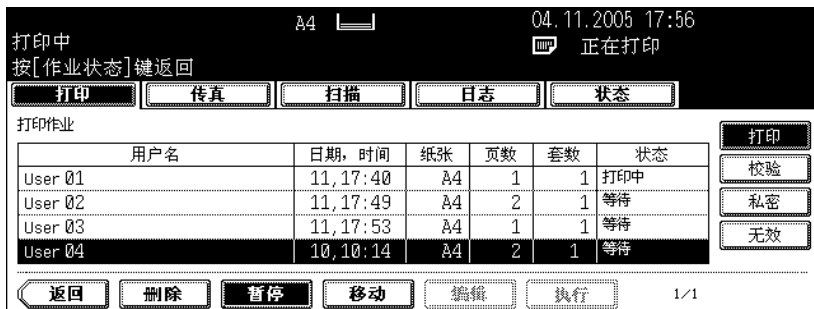 A4 04.11.2005 17:56
打印中 正在打印
按[作业状态]键返回
打印 传真 扫描 日志 状态
打印作业
用户名 日期，时间 纸张 页数 套数 状态
User 01 11,17:40 A4 1 1 打印中
User 02 11,17:49 A4 2 1 等待
User 03 11,17:53 A4 1 1 等待
User 04 10,10:14 A4 2 1 等待
打印
校验
私密
无效
返回 删除 暂停 移动 编辑 执行 1/1